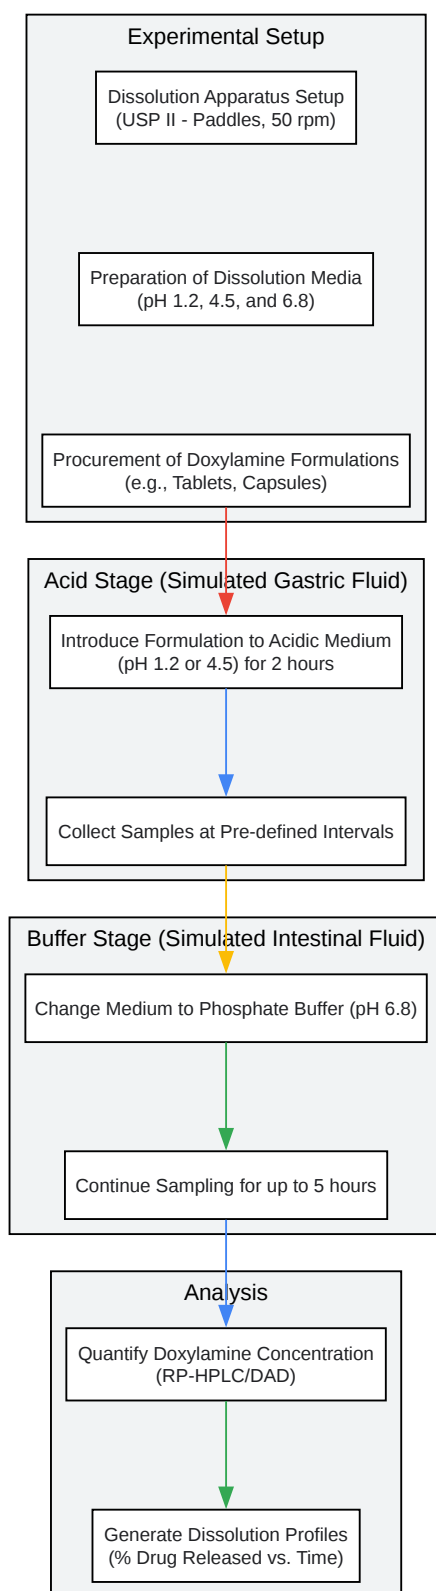 Experimental Setup
Dissolution Apparatus Setup
(USP II - Paddles, 50 rpm)
Preparation of Dissolution Media
(pH 1.2, 4.5, and 6.8)
Procurement of Doxylamine Formulations
(e.g., Tablets, Capsules)
Acid Stage (Simulated Gastric Fluid)
Introduce Formulation to Acidic Medium
(pH 1.2 or 4.5) for 2 hours
Collect Samples at Pre-defined Intervals
Buffer Stage (Simulated Intestinal Fluid)
Change Medium to Phosphate Buffer (pH 6.8)
Continue Sampling for up to 5 hours
Analysis
Quantify Doxylamine Concentration
(RP-HPLC/DAD)
Generate Dissolution Profiles
(% Drug Released vs. Time)